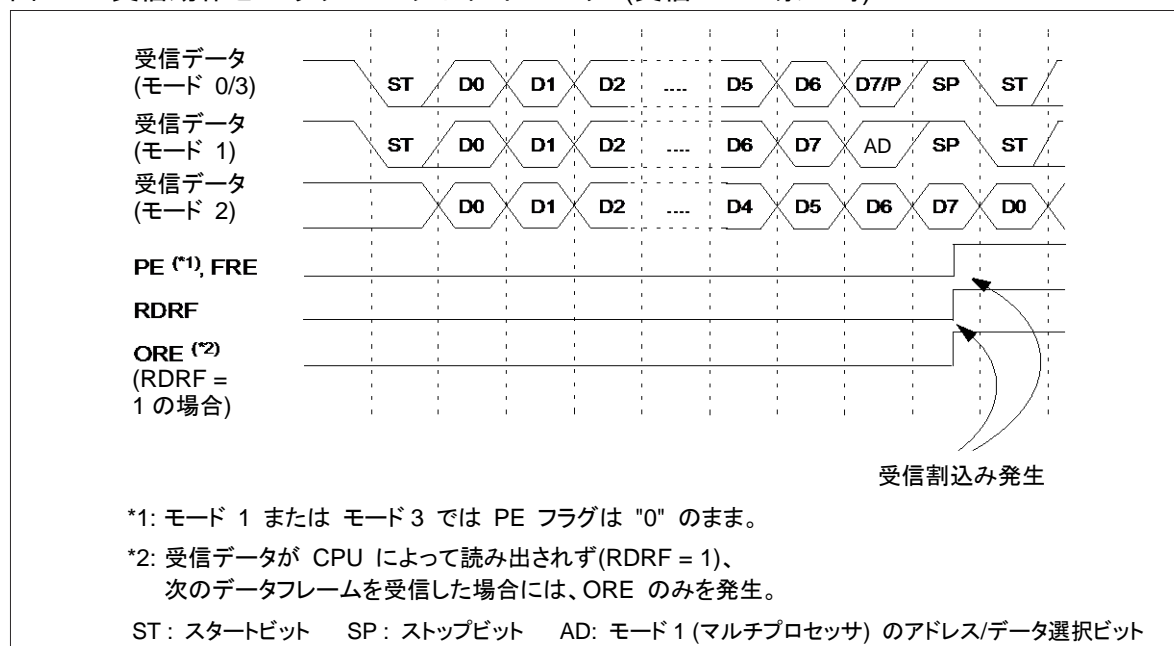 受信データ
(モード 0/3)
ST D0 D1 D2 .... D5 D6 D7/P SP ST
受信データ
(モード 1)
ST D0 D1 D2 .... D6 D7 AD SP ST
受信データ
(モード 2)
D0 D1 D2 .... D4 D5 D6 D7 D0
PE (*1), FRE
RDRF
ORE (*2)
(RDRF =
1 の場合)
受信割込み発生
*1: モード 1 または モード 3 では PE フラグは "0" のまま。
*2: 受信データが CPU によって読み出されず(RDRF = 1)、
次のデータフレームを受信した場合には、ORE のみを発生。
ST : スタートビット SP : ストップビット AD: モード 1 (マルチプロセッサ) のアドレス/データ選択ビット